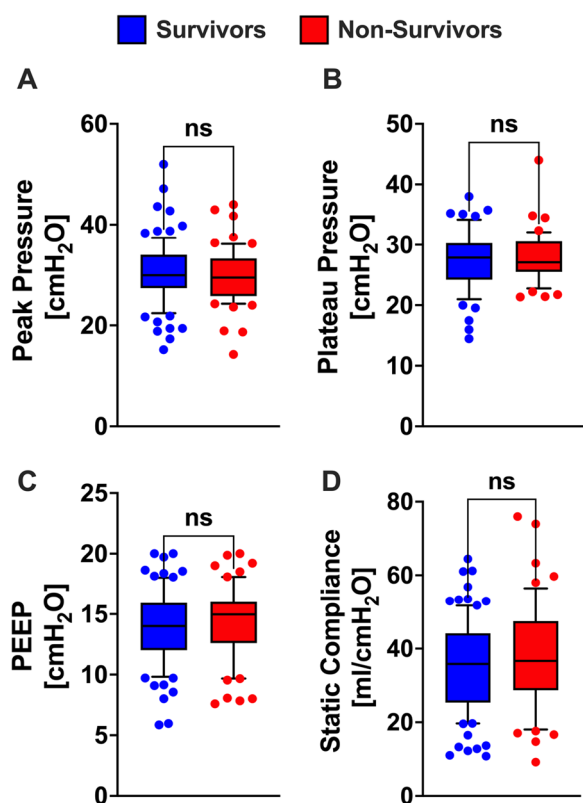 Survivors Non-Survivors
A
ns
Peak Pressure
[cmH₂O]
60
40
20
0
B
ns
Plateau Pressure
[cmH₂O]
50
40
30
20
10
0
C
ns
PEEP
[cmH₂O]
25
20
15
10
5
0
D
ns
Static Compliance
[ml/cmH₂O]
80
60
40
20
0